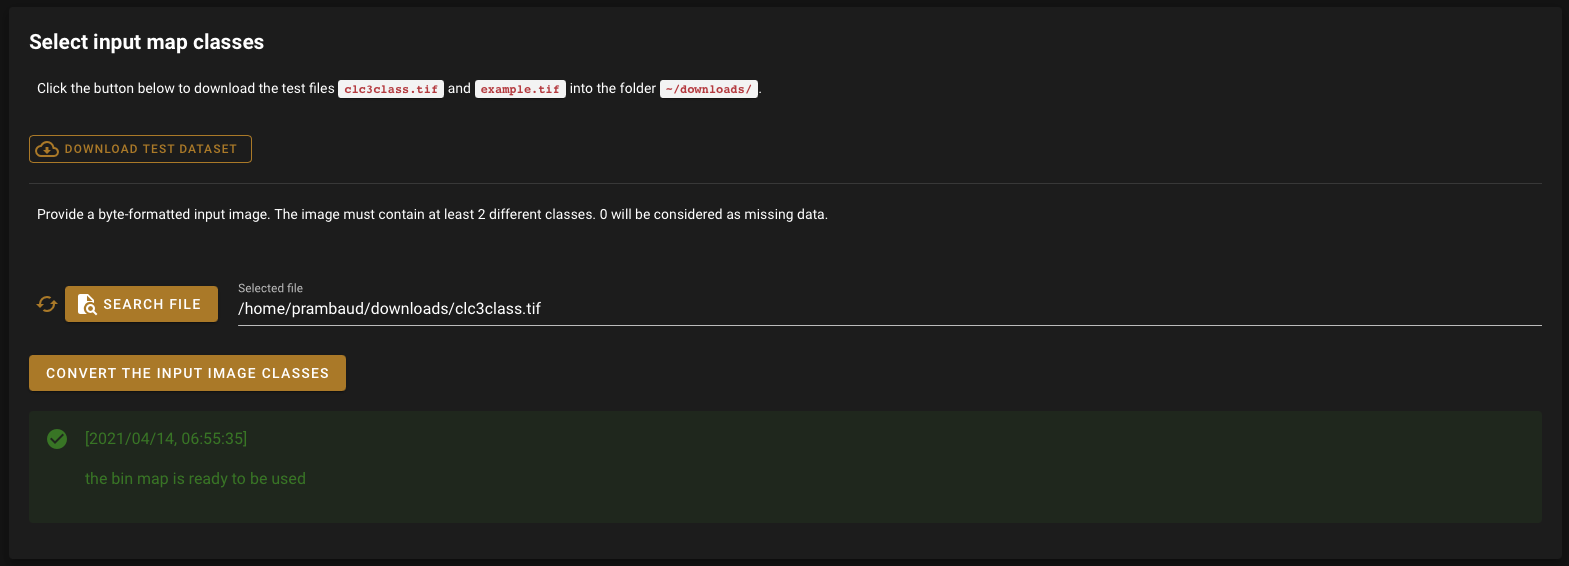 Select input map classes
Click the button below to download the test files clc3class.tif and example.tif into the folder ~/downloads/.
DOWNLOAD TEST DATASET
Provide a byte-formatted input image. The image must contain at least 2 different classes. 0 will be considered as missing data.
Selected file
SEARCH FILE
/home/prambaud/downloads/clc3class.tif
CONVERT THE INPUT IMAGE CLASSES
[2021/04/14, 06:55:35]
the bin map is ready to be used